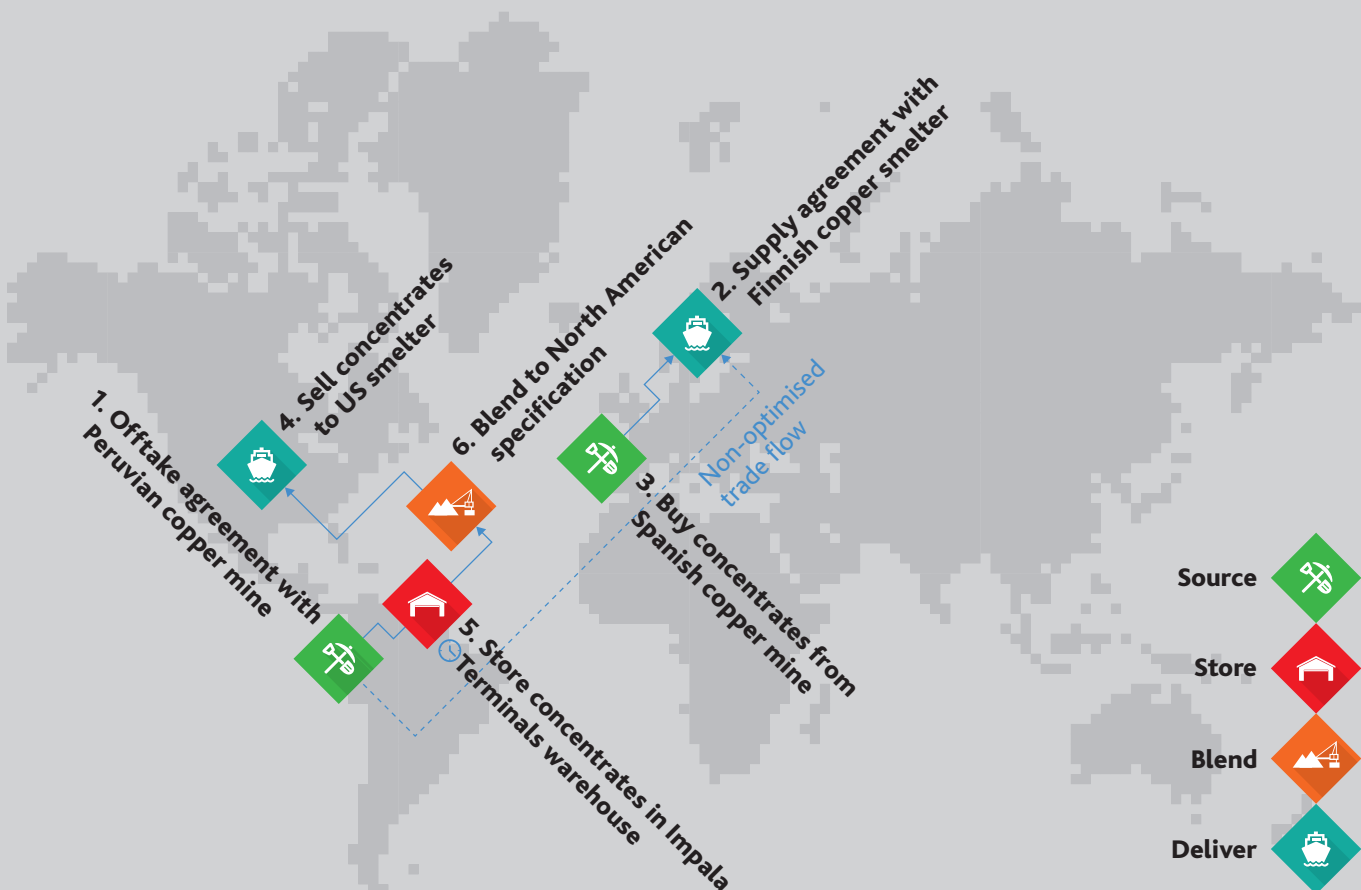 1. Offtake agreement with
Peruvian copper mine
2. Supply agreement with
Finnish copper smelter
3. Buy concentrates from
Spanish copper mine
4. Sell concentrates
to US smelter
5. Store concentrates in Impala
Terminals warehouse
6. Blend to North American
specification
Non-optimised
trade flow
Source
Store
Blend
Deliver